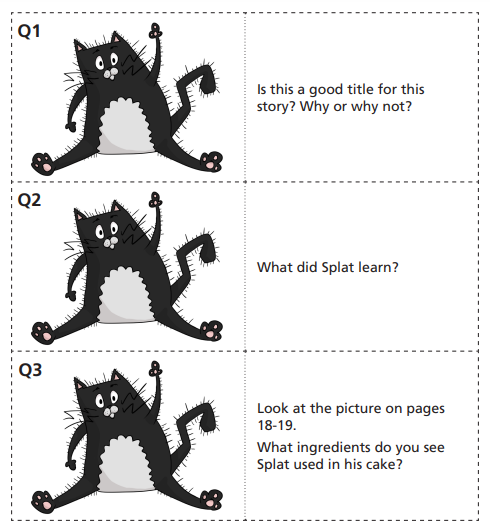 Q1
Is this a good title for this
story? Why or why not?
Q2
What did Splat learn?
Q3
Look at the picture on pages
18-19.
What ingredients do you see
Splat used in his cake?